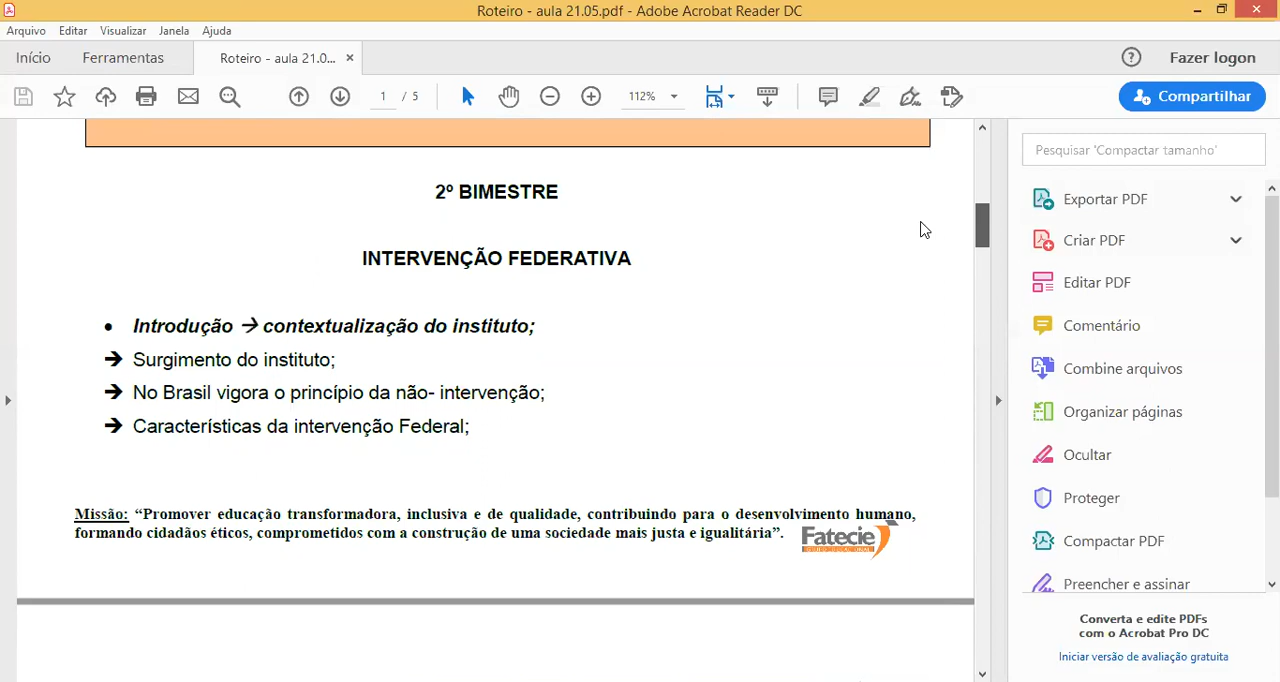 Roteiro - aula 21.05.pdf - Adobe Acrobat Reader DC
Arquivo Editar Visualizar Janela Ajuda
Início Ferramentas Roteiro - aula 21.0... × Fazer logon
1 / 5 112% Compartilhar
Pesquisar 'Compactar tamanho'
2º BIMESTRE
INTERVENÇÃO FEDERATIVA
• Introdução → contextualização do instituto;
→ Surgimento do instituto;
→ No Brasil vigora o princípio da não- intervenção;
→ Características da intervenção Federal;
Missão: “Promover educação transformadora, inclusiva e de qualidade, contribuindo para o desenvolvimento humano,
formando cidadãos éticos, comprometidos com a construção de uma sociedade mais justa e igualitária”.
Fatecie
Exportar PDF
Criar PDF
Editar PDF
Comentário
Combine arquivos
Organizar páginas
Ocultar
Proteger
Compactar PDF
Preencher e assinar
Converta e edite PDFs
com o Acrobat Pro DC
Iniciar versão de avaliação gratuita